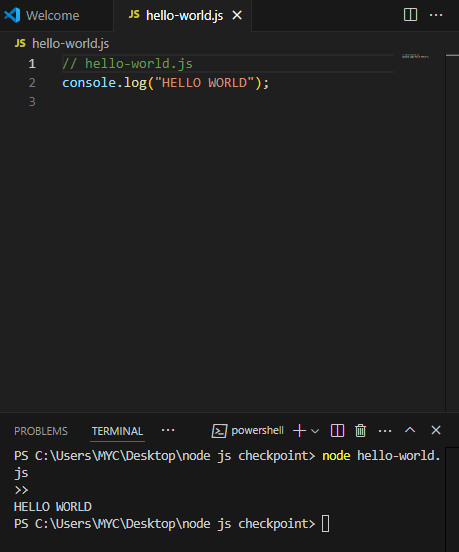 Welcome
JS hello-world.js
JS hello-world.js
1 // hello-world.js
2 console.log("HELLO WORLD");
3
PROBLEMS TERMINAL ... powershell
PS C:\Users\MYC\Desktop\node js checkpoint> node hello-world.
js
>>
HELLO WORLD
PS C:\Users\MYC\Desktop\node js checkpoint>